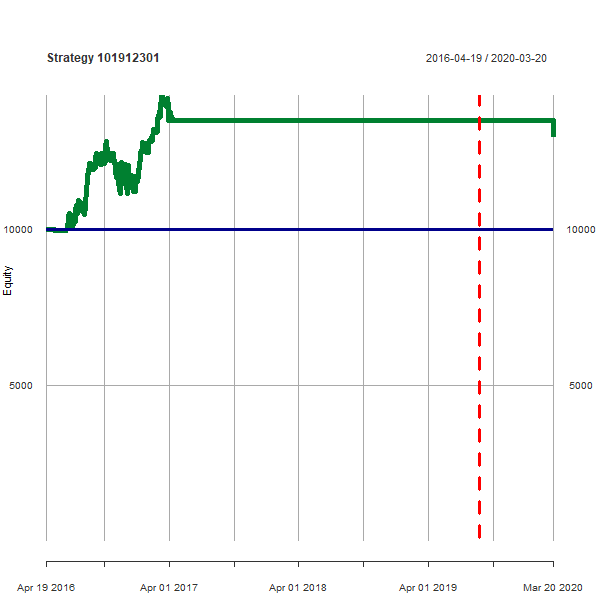 Strategy 101912301
2016-04-19 / 2020-03-20
10000
10000
Equity
5000
5000
Apr 19 2016
Apr 01 2017
Apr 01 2018
Apr 01 2019
Mar 20 2020